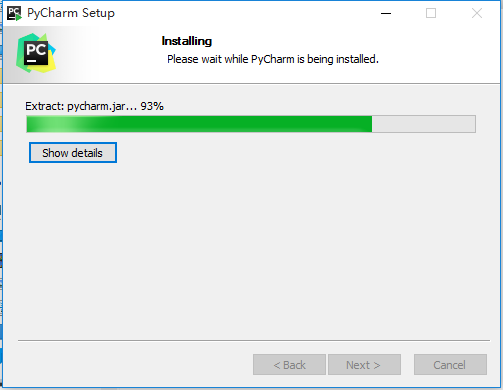 PC PyCharm Setup
PC
Installing
Please wait while PyCharm is being installed.
Extract: pycharm.jar... 93%
Show details
< Back
Next >
Cancel